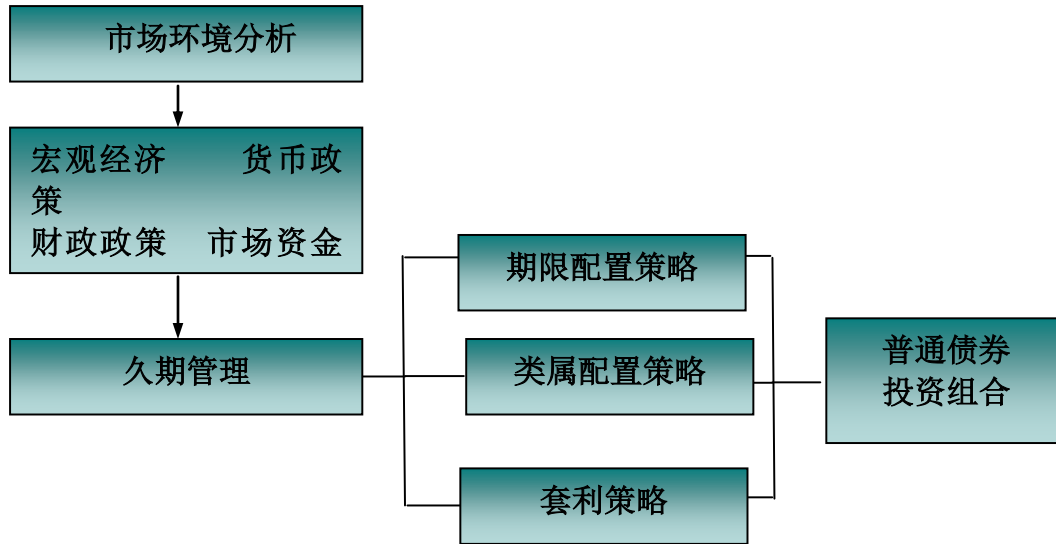 市场环境分析
宏观经济 货币政
策
财政政策 市场资金
久期管理
期限配置策略
类属配置策略
套利策略
普通债券
投资组合